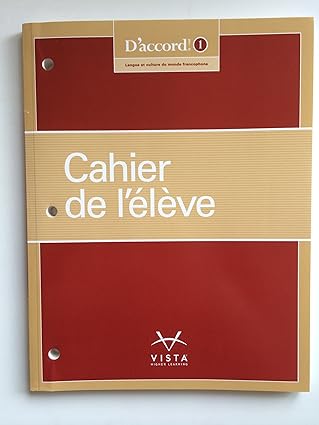 D'accord! 1
Langue et culture du monde francophone
Cahier
de l'élève
VISTA
HIGHER LEARNING